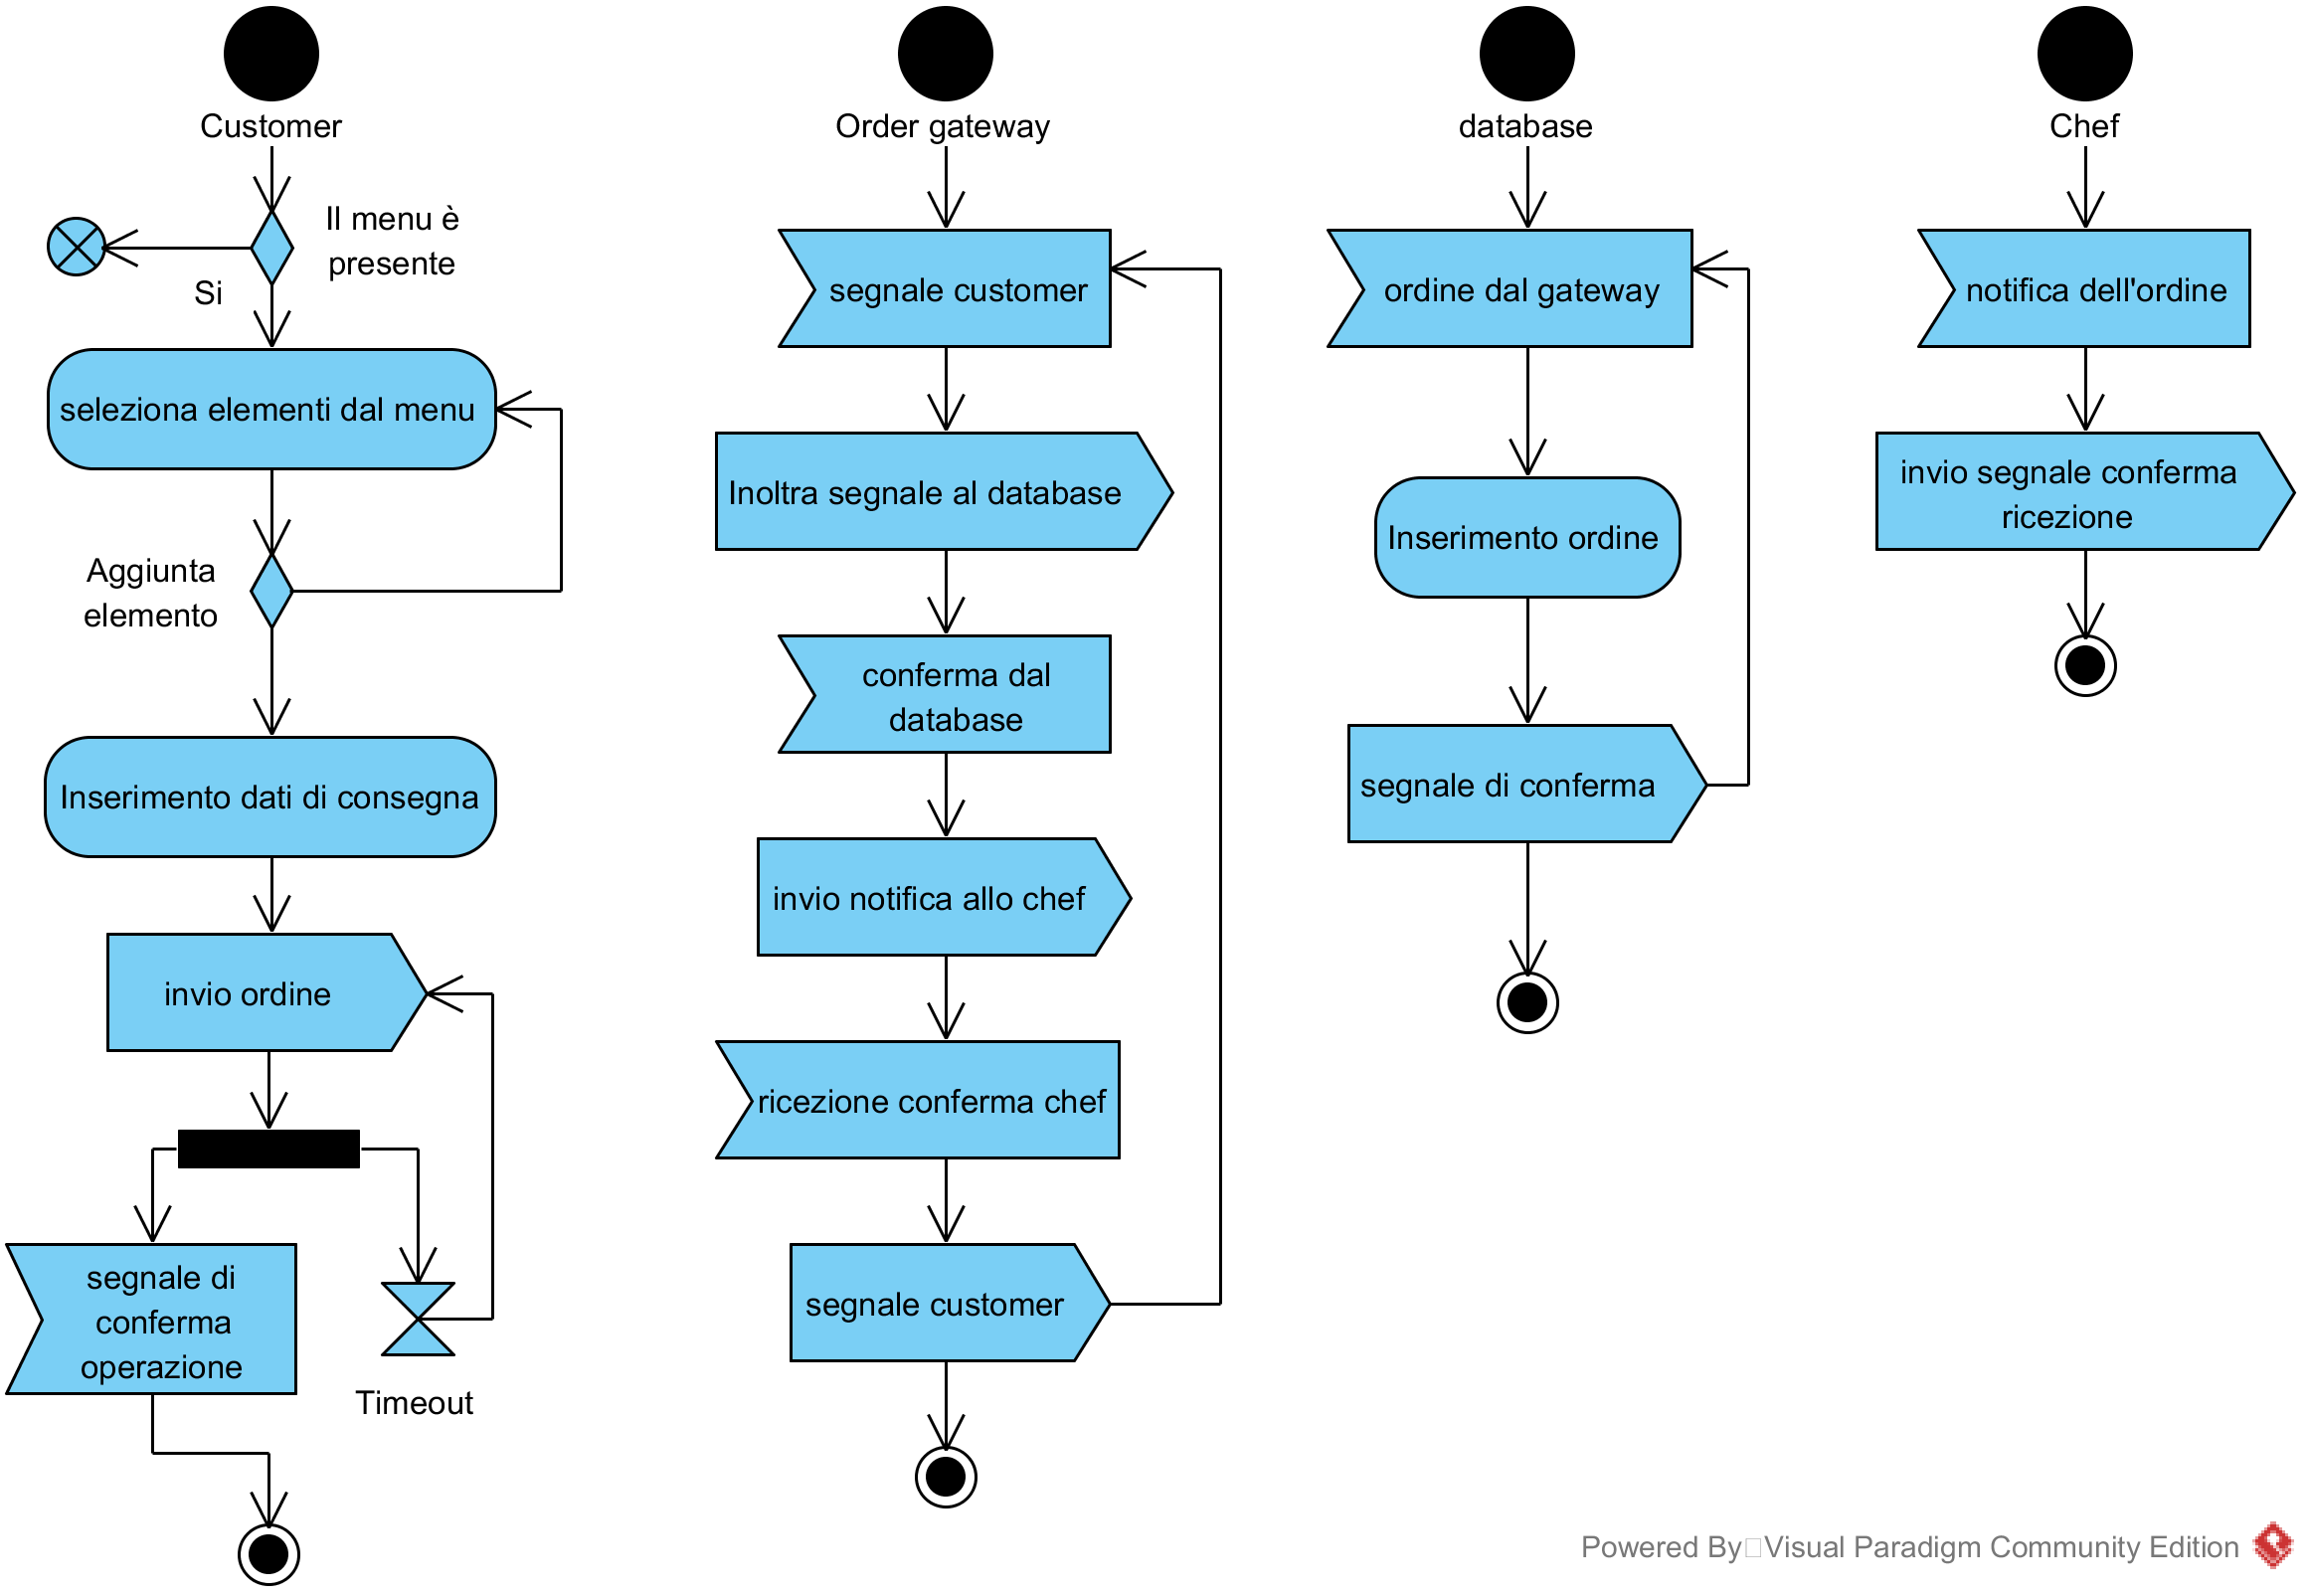 Customer
Il menu è
presente
Si
seleziona elementi dal menu
Aggiunta
elemento
Inserimento dati di consegna
invio ordine
segnale di
conferma
operazione
Timeout
Order gateway
segnale customer
Inoltra segnale al database
conferma dal
database
invio notifica allo chef
ricezione conferma chef
segnale customer
database
ordine dal gateway
Inserimento ordine
segnale di conferma
Chef
notifica dell'ordine
invio segnale conferma
ricezione
Powered By Visual Paradigm Community Edition